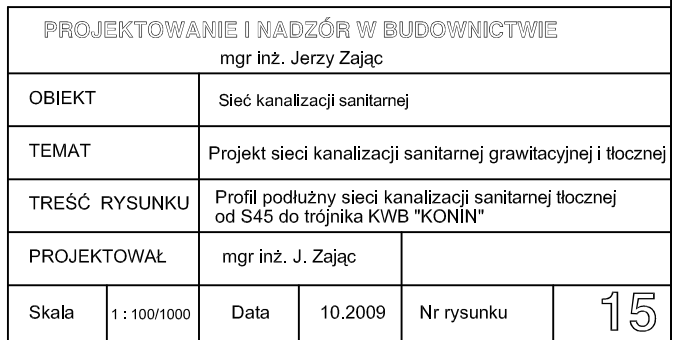 PROJEKTOWANIE I NADZÓR W BUDOWNICTWIE
mgr inż. Jerzy Zając
OBIEKT Sieć kanalizacji sanitarnej
TEMAT Projekt sieci kanalizacji sanitarnej grawitacyjnej i tłocznej
TREŚĆ RYSUNKU Profil podłużny sieci kanalizacji sanitarnej tłocznej
od S45 do trójnika KWB "KONIN"
PROJEKTOWAŁ mgr inż. J. Zając
Skala 1 : 100/1000 Data 10.2009 Nr rysunku 15